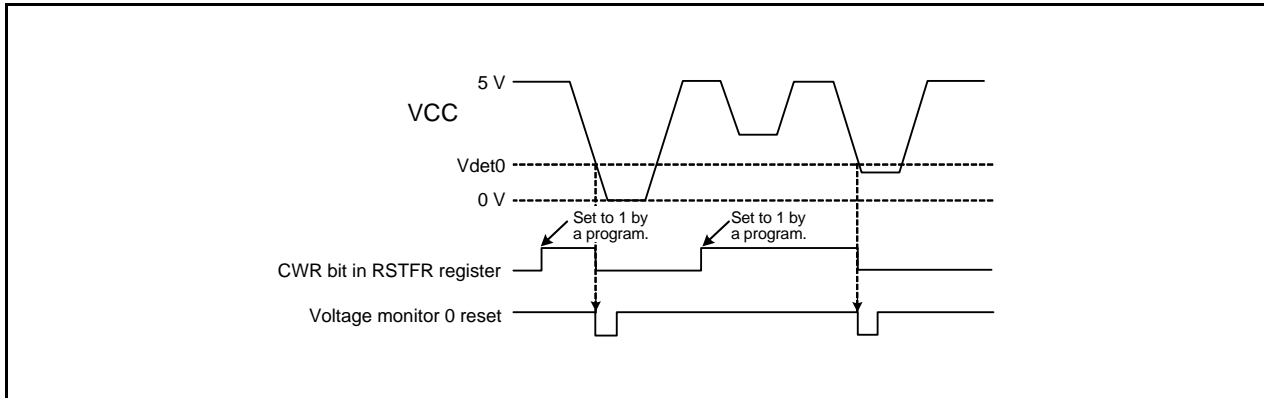 5 V
VCC
Vdet0
0 V
Set to 1 by
a program.
Set to 1 by
a program.
CWR bit in RSTFR register
Voltage monitor 0 reset